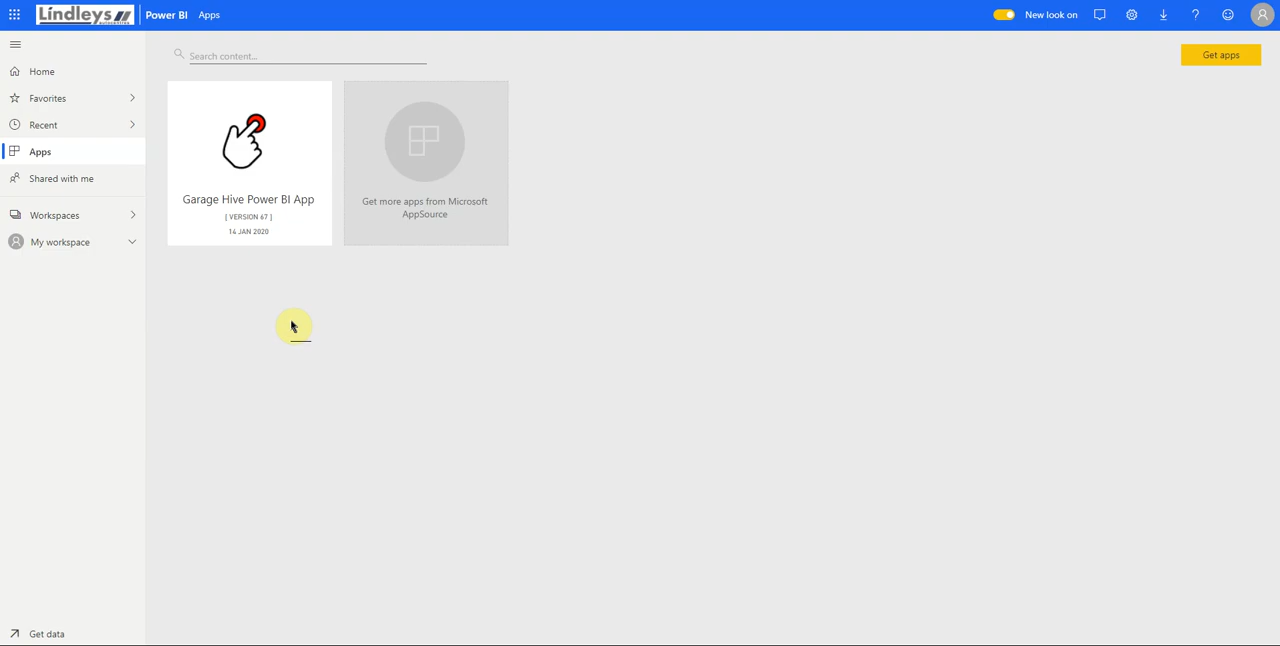 Lindleys
Power BI Apps
New look on
Home
Search content...
Get apps
Favorites
Recent
Apps
Shared with me
Workspaces
My workspace
Garage Hive Power BI App
[ VERSION 67 ]
14 JAN 2020
Get more apps from Microsoft
AppSource
Get data